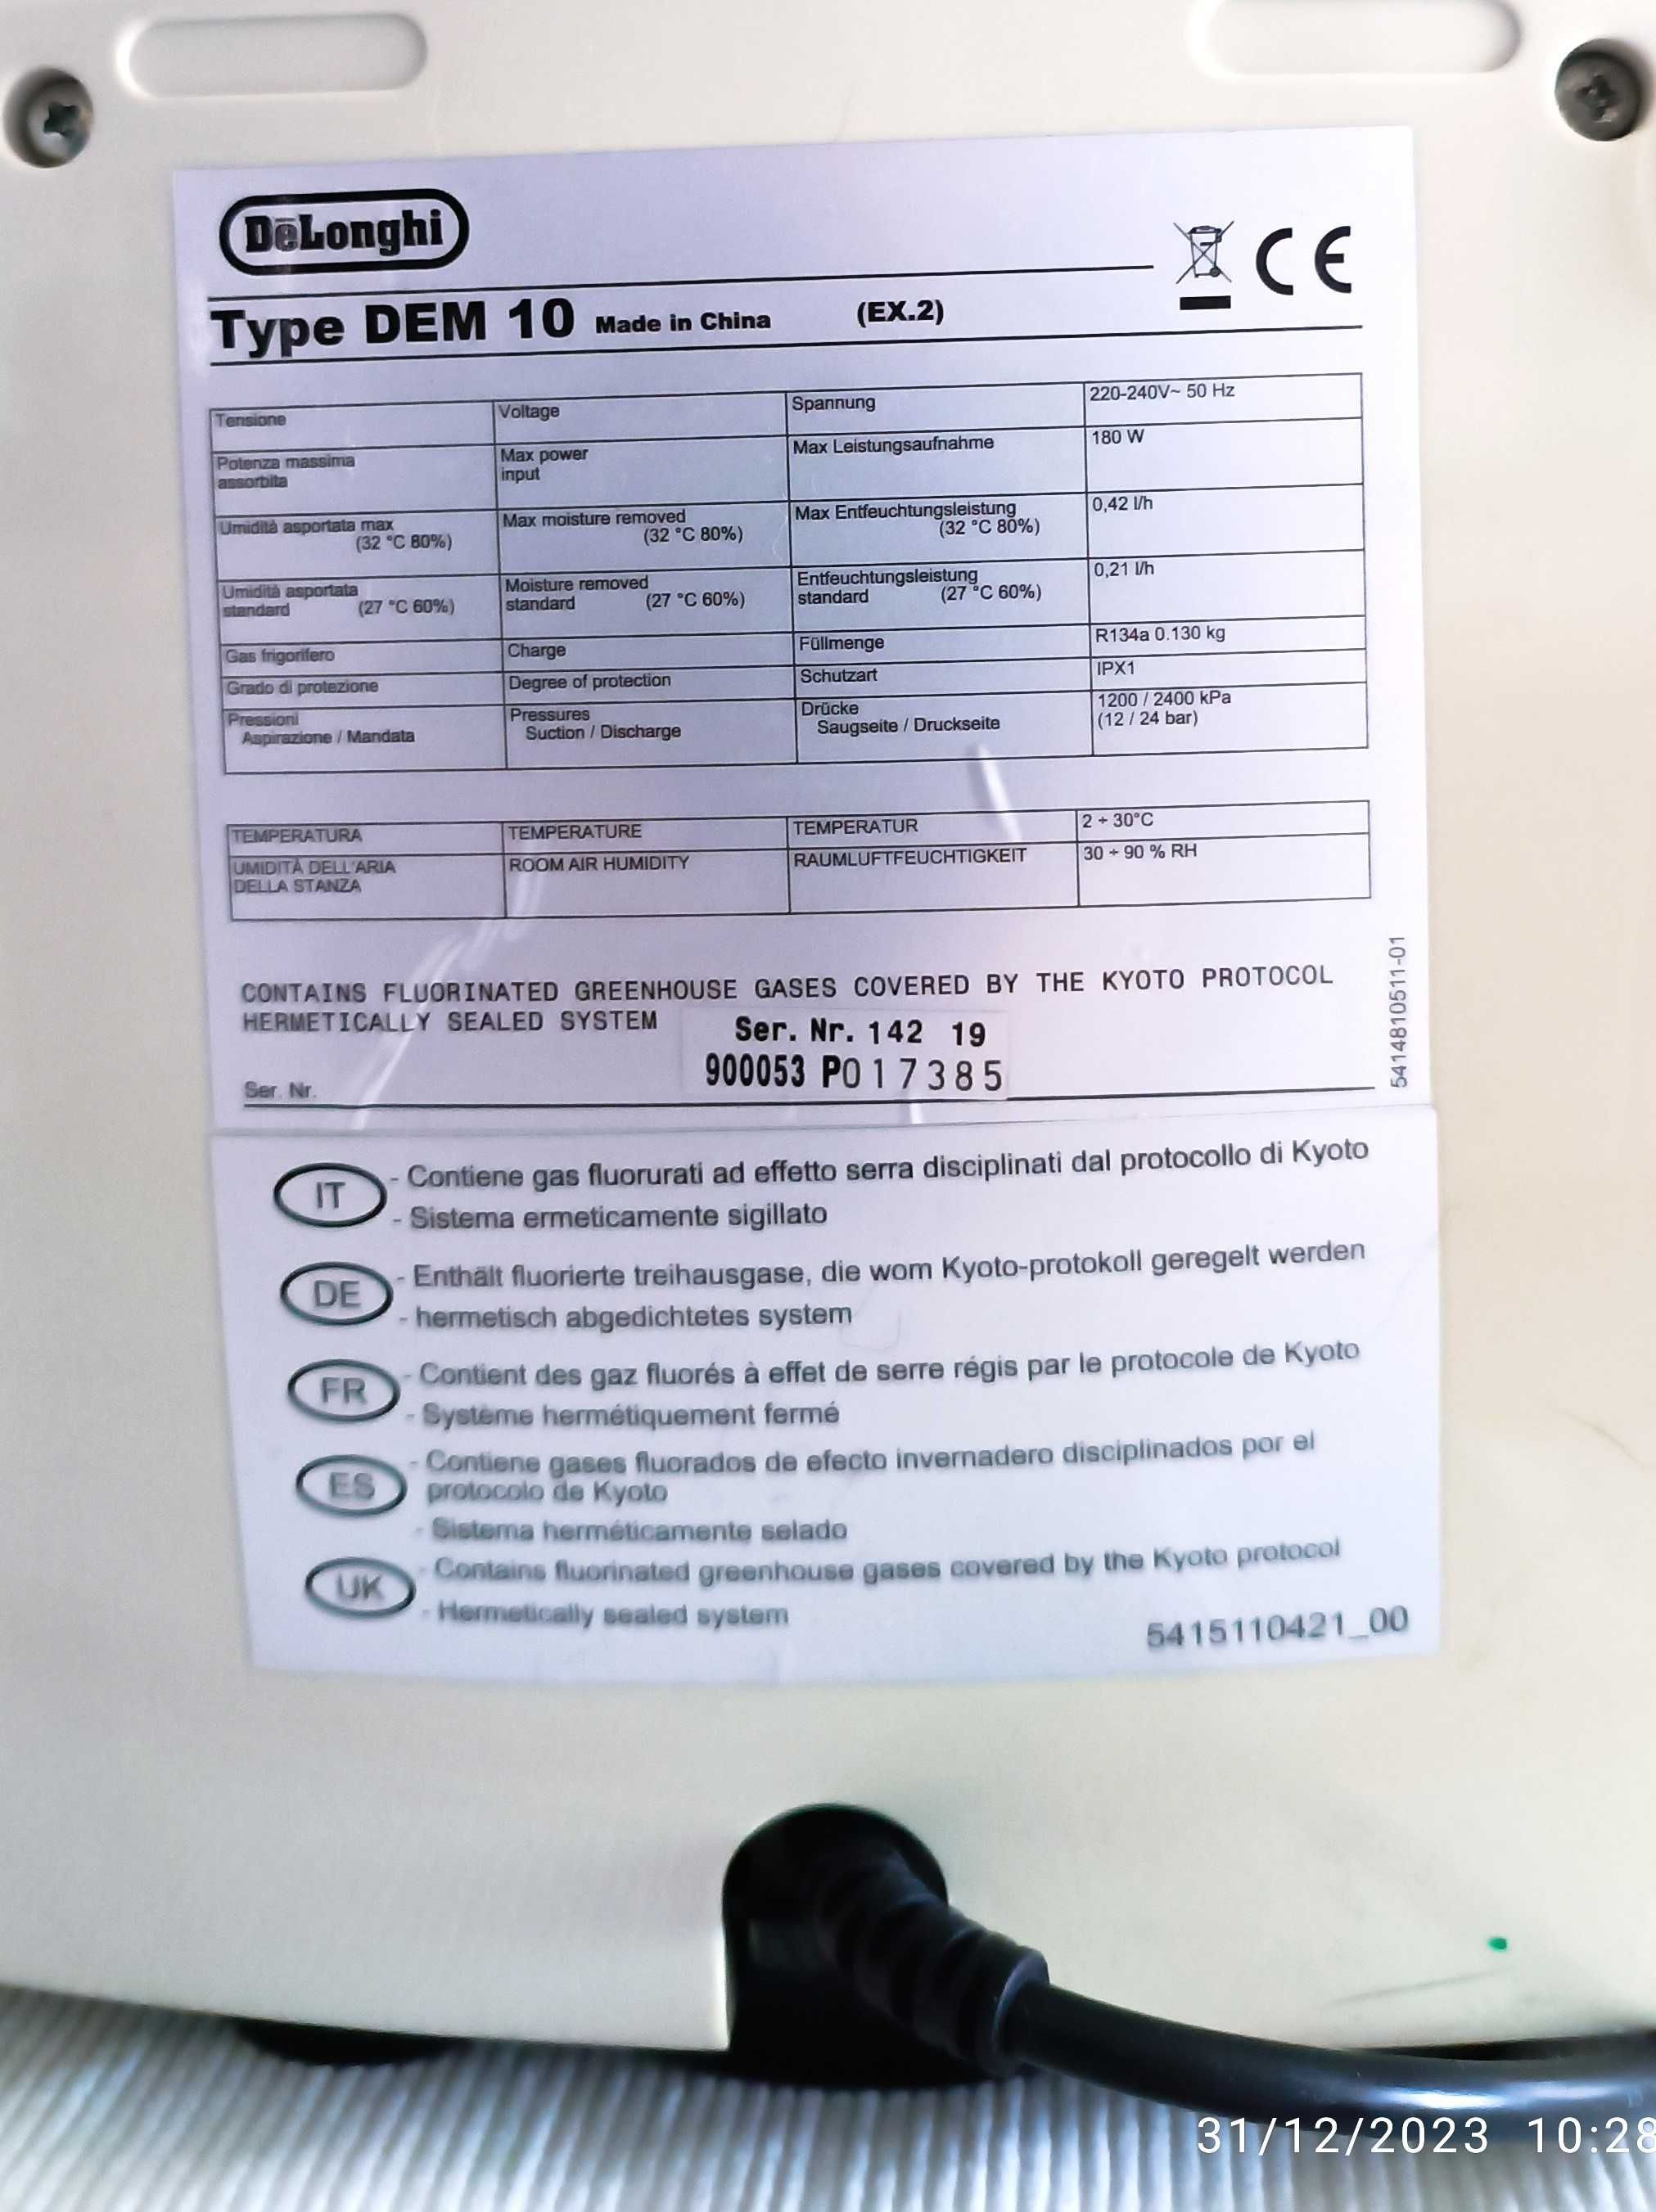 DēLonghi
CE
Type DEM 10 Made in China (EX.2)
Tensione Voltage Spannung 220-240V~ 50 Hz
Potenza massima assorbita Max power input Max Leistungsaufnahme 180 W
Umidità asportata max (32 °C 80%) Max moisture removed (32 °C 80%) Max Entfeuchtungsleistung (32 °C 80%) 0,42 l/h
Umidità asportata standard (27 °C 60%) Moisture removed standard (27 °C 60%) Entfeuchtungsleistung standard (27 °C 60%) 0,21 l/h
Gas frigorifero Charge Füllmenge R134a 0.130 kg
Grado di protezione Degree of protection Schutzart IPX1
Pressioni Aspirazione / Mandata Pressures Suction / Discharge Drücke Saugseite / Druckseite 1200 / 2400 kPa (12 / 24 bar)
TEMPERATURA TEMPERATURE TEMPERATUR 2 ÷ 30°C
UMIDITÀ DELL'ARIA DELLA STANZA ROOM AIR HUMIDITY RAUMLUFTFEUCHTIGKEIT 30 ÷ 90 % RH
CONTAINS FLUORINATED GREENHOUSE GASES COVERED BY THE KYOTO PROTOCOL
HERMETICALLY SEALED SYSTEM
Ser. Nr. 142 19
900053 P017385
Ser. Nr.
5414810511-01
IT - Contiene gas fluorurati ad effetto serra disciplinati dal protocollo di Kyoto
- Sistema ermeticamente sigillato
DE - Enthält fluorierte treihausgase, die wom Kyoto-protokoll geregelt werden
- hermetisch abgedichtetes system
FR - Contient des gaz fluorés à effet de serre régis par le protocole de Kyoto
- Système hermétiquement fermé
ES - Contiene gases fluorados de efecto invernadero disciplinados por el
protocolo de Kyoto
- Sistema herméticamente selado
UK - Contains fluorinated greenhouse gases covered by the Kyoto protocol
- Hermetically sealed system
5415110421_00
31/12/2023 10:28